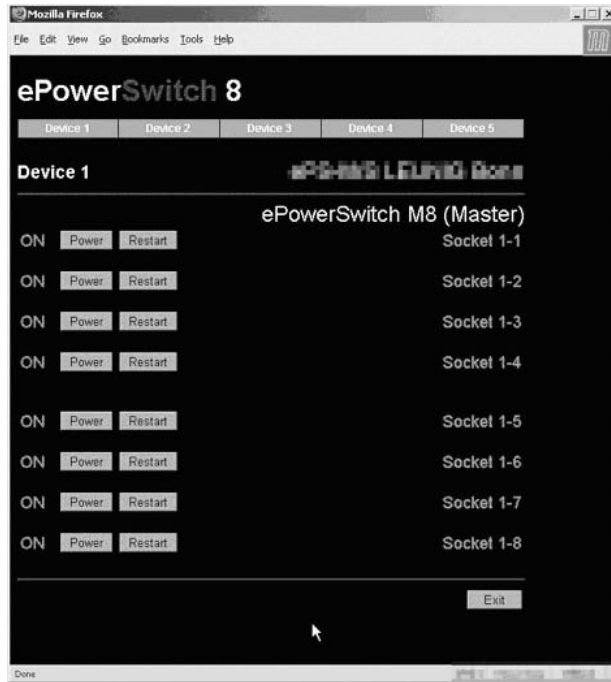 Mozilla Firefox
File Edit View Go Bookmarks Tools Help
ePowerSwitch 8
Device 1 Device 2 Device 3 Device 4 Device 5
Device 1
ePowerSwitch M8 (Master)
ON Power Restart Socket 1-1
ON Power Restart Socket 1-2
ON Power Restart Socket 1-3
ON Power Restart Socket 1-4
ON Power Restart Socket 1-5
ON Power Restart Socket 1-6
ON Power Restart Socket 1-7
ON Power Restart Socket 1-8
Exit
Done